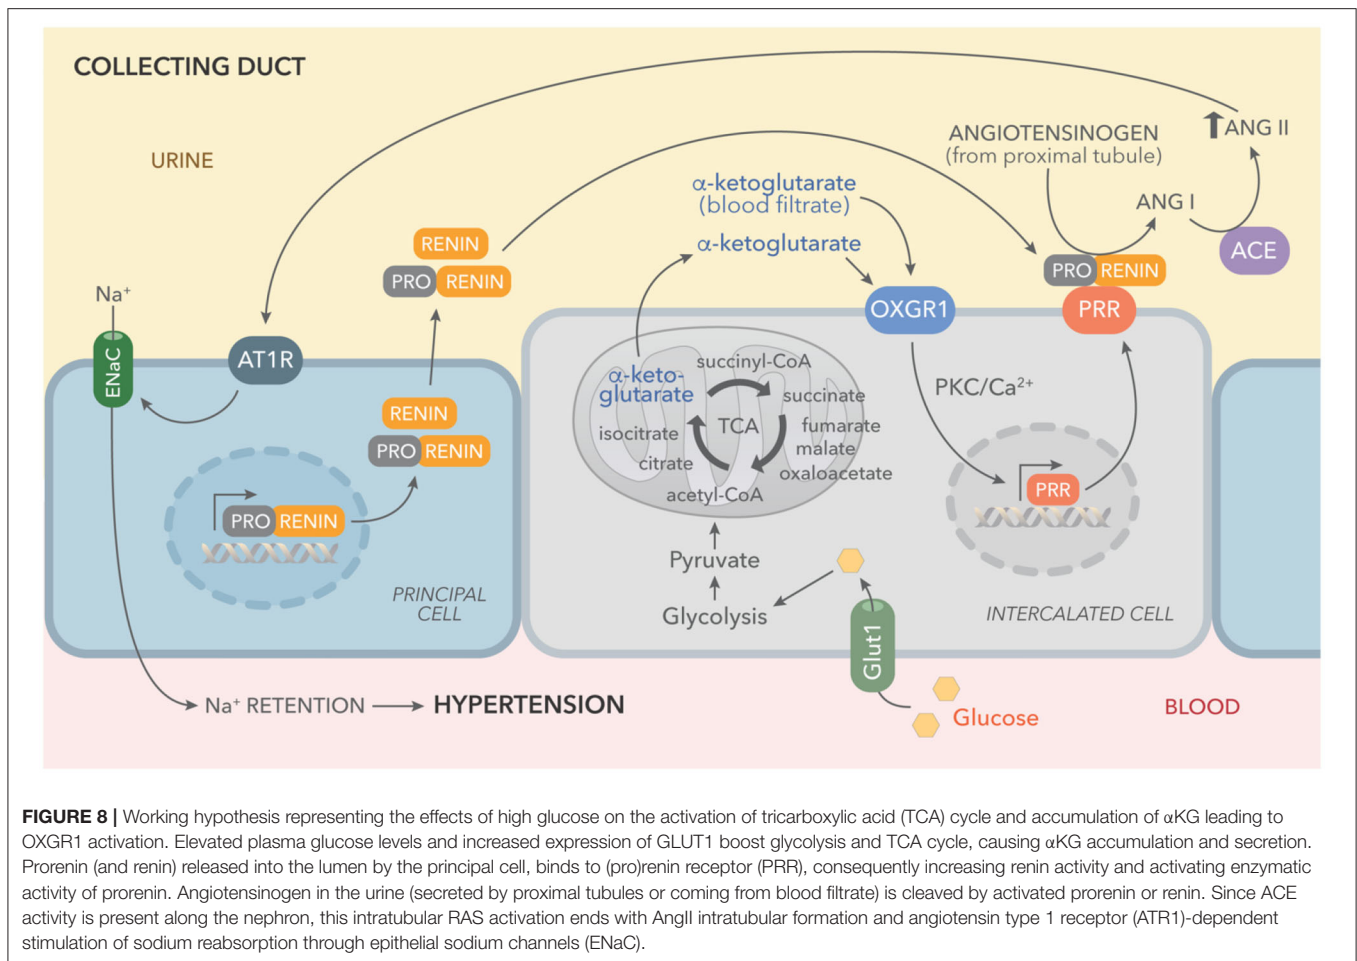 COLLECTING DUCT
URINE
ANGIOTENSINOGEN
(from proximal tubule)
ANG II
α-ketoglutarate
(blood filtrate)
ANG I
α-ketoglutarate
RENIN
PRO RENIN
ACE
PRO RENIN
Na⁺
OXGR1
PRR
ENaC
AT1R
α-keto-
glutarate
succinyl-CoA
succinate
fumarate
malate
oxaloacetate
TCA
isocitrate
citrate
acetyl-CoA
PKC/Ca²⁺
RENIN
PRO RENIN
PRO RENIN
PRR
Pyruvate
Glycolysis
PRINCIPAL
CELL
INTERCALATED CELL
Glut1
Na⁺ RETENTION
HYPERTENSION
Glucose
BLOOD
FIGURE 8 | Working hypothesis representing the effects of high glucose on the activation of tricarboxylic acid (TCA) cycle and accumulation of αKG leading to
OXGR1 activation. Elevated plasma glucose levels and increased expression of GLUT1 boost glycolysis and TCA cycle, causing αKG accumulation and secretion.
Prorenin (and renin) released into the lumen by the principal cell, binds to (pro)renin receptor (PRR), consequently increasing renin activity and activating enzymatic
activity of prorenin. Angiotensinogen in the urine (secreted by proximal tubules or coming from blood filtrate) is cleaved by activated prorenin or renin. Since ACE
activity is present along the nephron, this intratubular RAS activation ends with AngII intratubular formation and angiotensin type 1 receptor (ATR1)-dependent
stimulation of sodium reabsorption through epithelial sodium channels (ENaC).